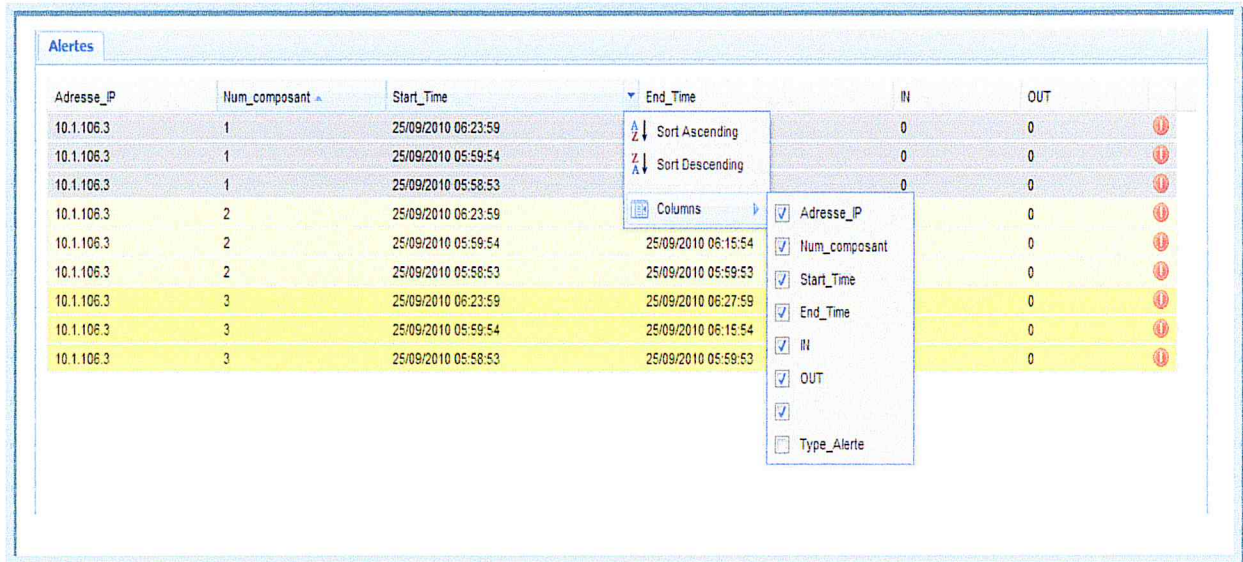 Alertes
Adresse_IP Num_composant Start_Time End_Time IN OUT
10.1.106.3 1 25/09/2010 06:23:59 0 0
10.1.106.3 1 25/09/2010 05:59:54 0 0
10.1.106.3 1 25/09/2010 05:58:53 0 0
10.1.106.3 2 25/09/2010 06:23:59 0
10.1.106.3 2 25/09/2010 05:59:54 25/09/2010 06:15:54 0
10.1.106.3 2 25/09/2010 05:58:53 25/09/2010 05:59:53 0
10.1.106.3 3 25/09/2010 06:23:59 25/09/2010 06:27:59 0
10.1.106.3 3 25/09/2010 05:59:54 25/09/2010 06:15:54 0
10.1.106.3 3 25/09/2010 05:58:53 25/09/2010 05:59:53 0
Sort Ascending
Sort Descending
Columns
Adresse_IP
Num_composant
Start_Time
End_Time
IN
OUT
Type_Alerte